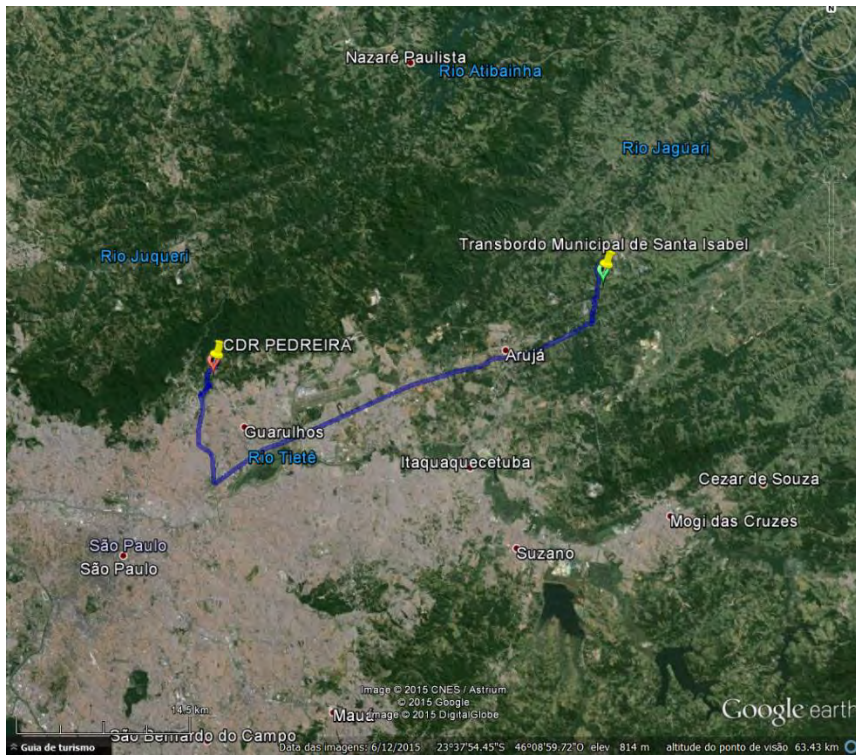 N
Nazaré Paulista
Rio Atibainha
Rio Jaguari
Transbordo Municipal de Santa Isabel
Rio Juqueri
CDR PEDREIRA
Arujá
Guarulhos
Rio Tietê
Itaquaquecetuba
Cezar de Souza
Mogi das Cruzes
São Paulo
São Paulo
Suzano
Image © 2015 CNES / Astrium
© 2015 Google
Image © 2015 DigitalGlobe
14.5 km
Mauá
Google earth
São Bernardo do Campo
Guia de turismo
Data das imagens: 6/12/2015 23°37'54.45"S 46°08'59.72"O elev 814 m altitude do ponto de visão 63.43 km